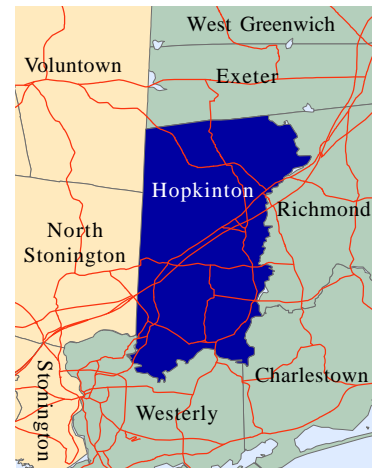 West Greenwich
Voluntown
Exeter
Hopkinton
Richmond
North
Stonington
Stonington
Charlestown
Westerly